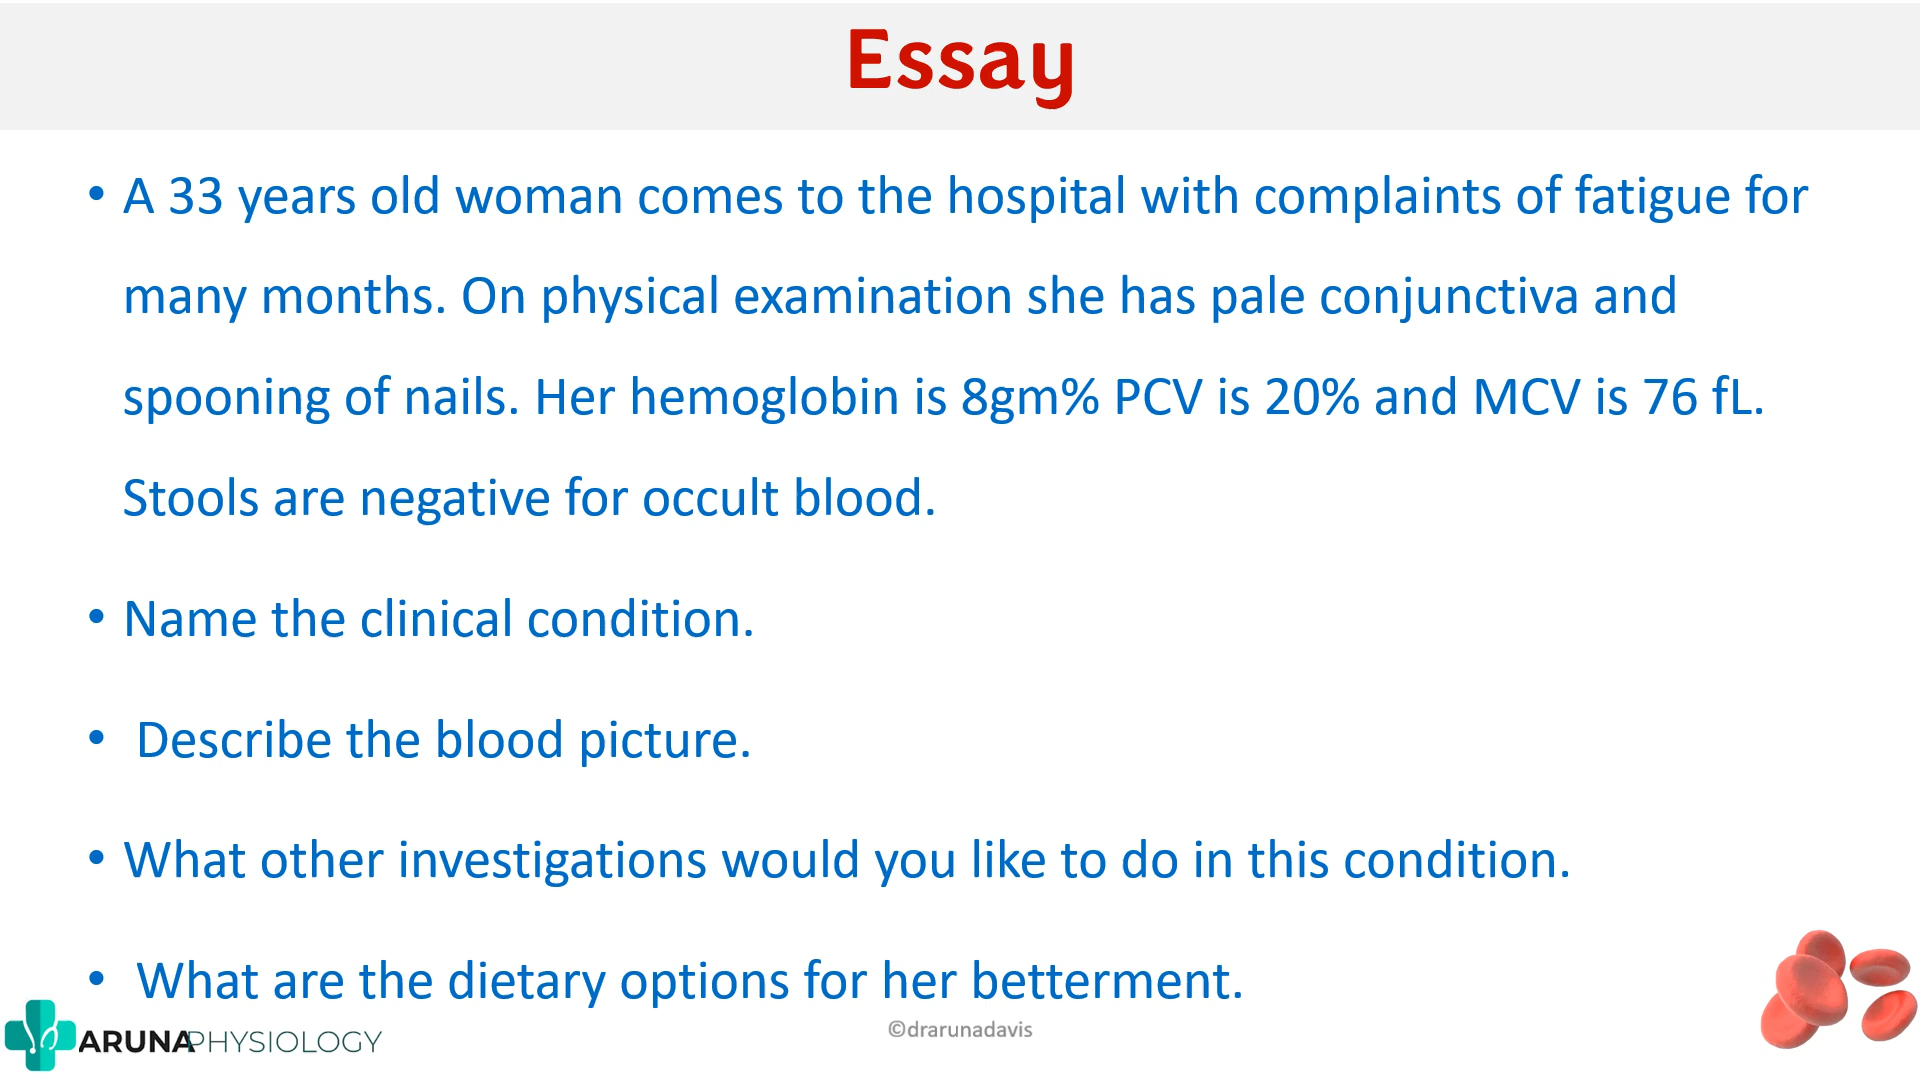 Essay
• A 33 years old woman comes to the hospital with complaints of fatigue for
many months. On physical examination she has pale conjunctiva and
spooning of nails. Her hemoglobin is 8gm% PCV is 20% and MCV is 76 fL.
Stools are negative for occult blood.
• Name the clinical condition.
• Describe the blood picture.
• What other investigations would you like to do in this condition.
• What are the dietary options for her betterment.
ARUNAPHYSIOLOGY
©drarunadavis